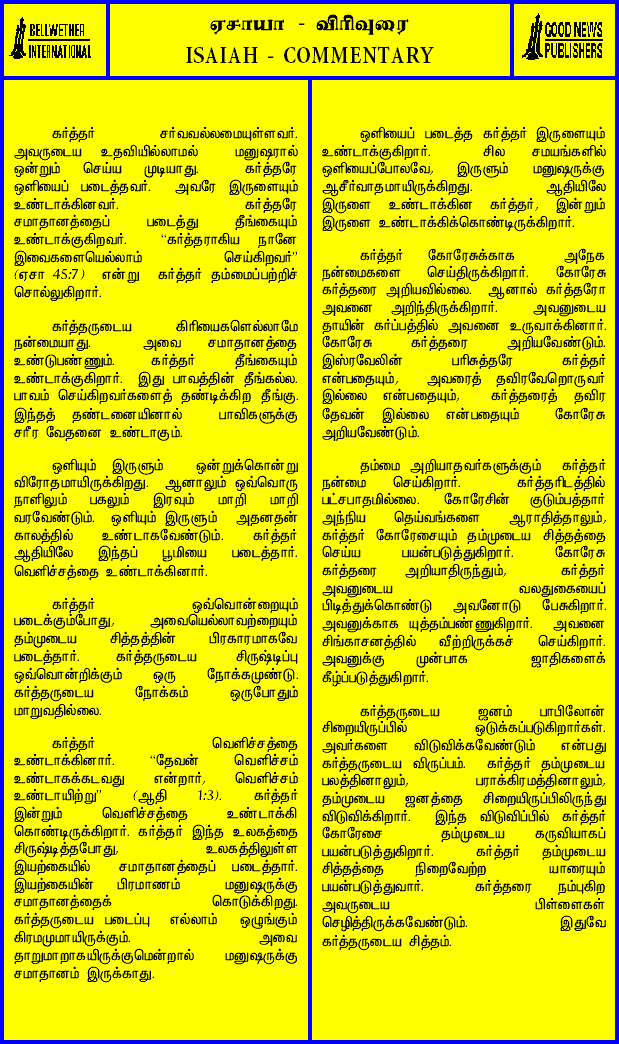 BELLWETHER
INTERNATIONAL
ஏசாயா - விரிவுரை
ISAIAH - COMMENTARY
GOOD NEWS
PUBLISHERS
கர்த்தர் சர்வவல்லமையுள்ளவர்.
அவருடைய உதவியில்லாமல் மனுஷரால்
ஒன்றும் செய்ய முடியாது. கர்த்தரே
ஒளியைப் படைத்தவர். அவரே இருளையும்
உண்டாக்கினவர். கர்த்தரே
சமாதானத்தைப் படைத்து தீங்கையும்
உண்டாக்குகிறவர். “கர்த்தராகிய நானே
இவைகளையெல்லாம் செய்கிறவர்”
(ஏசா 45:7) என்று கர்த்தர் தம்மைப்பற்றிச்
சொல்லுகிறார்.
கர்த்தருடைய கிரியைகளெல்லாமே
நன்மையாது. அவை சமாதானத்தை
உண்டுபண்ணும். கர்த்தர் தீங்கையும்
உண்டாக்குகிறார். இது பாவத்தின் தீங்கல்ல.
பாவம் செய்கிறவர்களைத் தண்டிக்கிற தீங்கு.
இந்தத் தண்டனையினால் பாவிகளுக்கு
சரீர வேதனை உண்டாகும்.
ஒளியும் இருளும் ஒன்றுக்கொன்று
விரோதமாயிருக்கிறது. ஆனாலும் ஒவ்வொரு
நாளிலும் பகலும் இரவும் மாறி மாறி
வரவேண்டும். ஒளியும் இருளும் அதனதன்
காலத்தில் உண்டாகவேண்டும். கர்த்தர்
ஆதியிலே இந்தப் பூமியை படைத்தார்.
வெளிச்சத்தை உண்டாக்கினார்.
கர்த்தர் ஒவ்வொன்றையும்
படைக்கும்போது, அவையெல்லாவற்றையும்
தம்முடைய சித்தத்தின் பிரகாரமாகவே
படைத்தார். கர்த்தருடைய சிருஷ்டிப்பு
ஒவ்வொன்றிக்கும் ஒரு நோக்கமுண்டு.
கர்த்தருடைய நோக்கம் ஒருபோதும்
மாறுவதில்லை.
கர்த்தர் வெளிச்சத்தை
உண்டாக்கினார். “தேவன் வெளிச்சம்
உண்டாகக்கடவது என்றார், வெளிச்சம்
உண்டாயிற்று” (ஆதி 1:3). கர்த்தர்
இன்றும் வெளிச்சத்தை உண்டாக்கி
கொண்டிருக்கிறார். கர்த்தர் இந்த உலகத்தை
சிருஷ்டித்தபோது, உலகத்திலுள்ள
இயற்கையில் சமாதானத்தைப் படைத்தார்.
இயற்கையின் பிரமாணம் மனுஷருக்கு
சமாதானத்தைக் கொடுக்கிறது.
கர்த்தருடைய படைப்பு எல்லாம் ஒழுங்கும்
கிரமமுமாயிருக்கும். அவை
தாறுமாறாகயிருக்குமென்றால் மனுஷருக்கு
சமாதானம் இருக்காது.
ஒளியைப் படைத்த கர்த்தர் இருளையும்
உண்டாக்குகிறார். சில சமயங்களில்
ஒளியைப்போலவே, இருளும் மனுஷருக்கு
ஆசீர்வாதமாயிருக்கிறது. ஆதியிலே
இருளை உண்டாக்கின கர்த்தர், இன்றும்
இருளை உண்டாக்கிக்கொண்டிருக்கிறார்.
கர்த்தர் கோரேசுக்காக அநேக
நன்மைகளை செய்திருக்கிறார். கோரேசு
கர்த்தரை அறியவில்லை. ஆனால் கர்த்தரோ
அவனை அறிந்திருக்கிறார். அவனுடைய
தாயின் கர்ப்பத்தில் அவனை உருவாக்கினார்.
கோரேசு கர்த்தரை அறியவேண்டும்.
இஸ்ரவேலின் பரிசுத்தரே கர்த்தர்
என்பதையும், அவரைத் தவிரவேறொருவர்
இல்லை என்பதையும், கர்த்தரைத் தவிர
தேவன் இல்லை என்பதையும் கோரேசு
அறியவேண்டும்.
தம்மை அறியாதவர்களுக்கும் கர்த்தர்
நன்மை செய்கிறார். கர்த்தரிடத்தில்
பட்சபாதமில்லை. கோரேசின் குடும்பத்தார்
அந்நிய தெய்வங்களை ஆராதித்தாலும்,
கர்த்தர் கோரேசையும் தம்முடைய சித்தத்தை
செய்ய பயன்படுத்துகிறார். கோரேசு
கர்த்தரை அறியாதிருந்தும், கர்த்தர்
அவனுடைய வலதுகையைப்
பிடித்துக்கொண்டு அவனோடு பேசுகிறார்.
அவனுக்காக யுத்தம்பண்ணுகிறார். அவனை
சிங்காசனத்தில் வீற்றிருக்கச் செய்கிறார்.
அவனுக்கு முன்பாக ஜாதிகளைக்
கீழ்ப்படுத்துகிறார்.
கர்த்தருடைய ஜனம் பாபிலோன்
சிறையிருப்பில் ஒடுக்கப்படுகிறார்கள்.
அவர்களை விடுவிக்கவேண்டும் என்பது
கர்த்தருடைய விருப்பம். கர்த்தர் தம்முடைய
பலத்தினாலும், பராக்கிரமத்தினாலும்,
தம்முடைய ஜனத்தை சிறையிருப்பிலிருந்து
விடுவிக்கிறார். இந்த விடுவிப்பில் கர்த்தர்
கோரேசை தம்முடைய கருவியாகப்
பயன்படுத்துகிறார். கர்த்தர் தம்முடைய
சித்தத்தை நிறைவேற்ற யாரையும்
பயன்படுத்துவார். கர்த்தரை நம்புகிற
அவருடைய பிள்ளைகள்
செழித்திருக்கவேண்டும். இதுவே
கர்த்தருடைய சித்தம்.